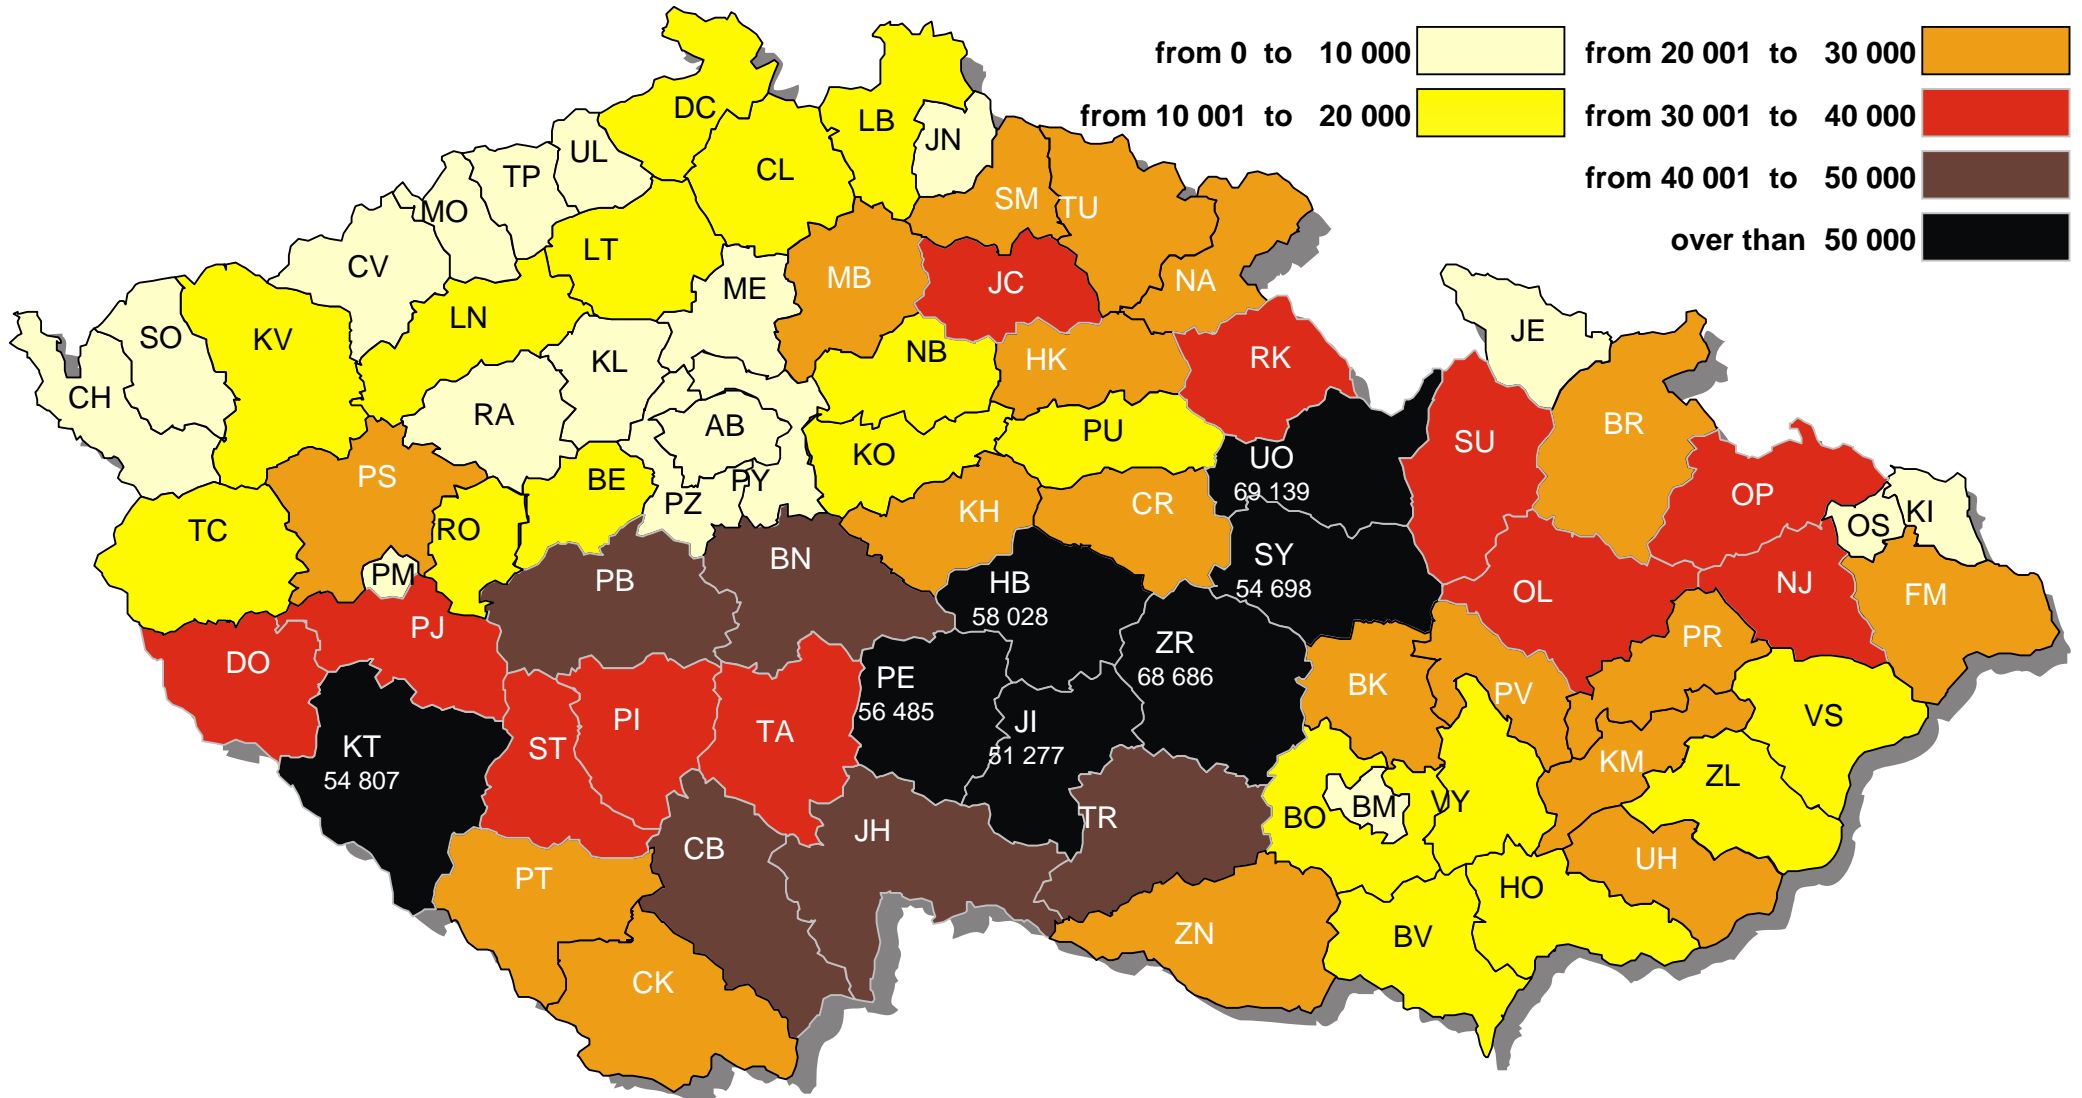 from 0 to 10 000
from 20 001 to 30 000
from 10 001 to 20 000
from 30 001 to 40 000
from 40 001 to 50 000
over than 50 000
DC
LB
JN
UL
TP
CL
MO
SM
TU
CV
LT
ME
MB
JC
NA
SO
KV
LN
KL
NB
HK
RK
JE
CH
RA
AB
KO
PU
SU
BR
PS
BE
PZ
PY
KH
CR
UO
69 139
OP
OS
KI
TC
RO
PM
PB
BN
HB
58 028
SY
54 698
OL
NJ
FM
DO
PJ
PE
56 485
ZR
68 686
BK
PV
PR
KT
54 807
ST
PI
TA
JI
51 277
VS
KM
ZL
BO
BM
VY
CB
JH
TR
UH
PT
HO
CK
ZN
BV